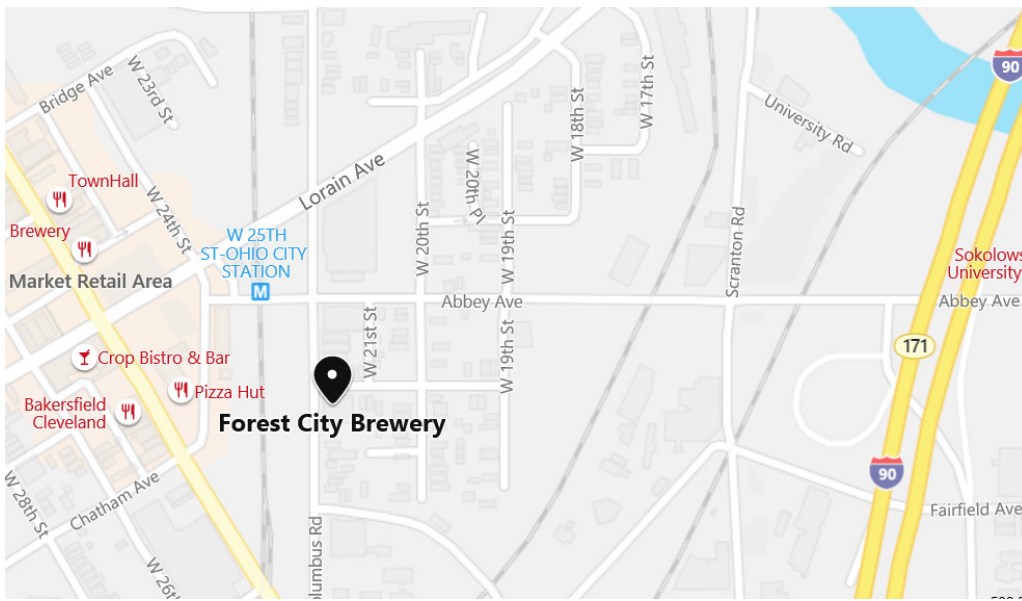 Bridge Ave
W 23rd St
W 17th St
90
University Rd
W 18th St
TownHall
Lorain Ave
W 20th Pl
W 24th St
Brewery
W 25TH
ST-OHIO CITY
STATION
M
W 20th St
W 19th St
Scranton Rd
Sokolows
University
Market Retail Area
Abbey Ave
Abbey Ave
W 21st St
W 19th St
171
Crop Bistro & Bar
Pizza Hut
Bakersfield
Cleveland
Forest City Brewery
90
Chatham Ave
W 28th St
Fairfield Ave
olumbus Rd
W 26th